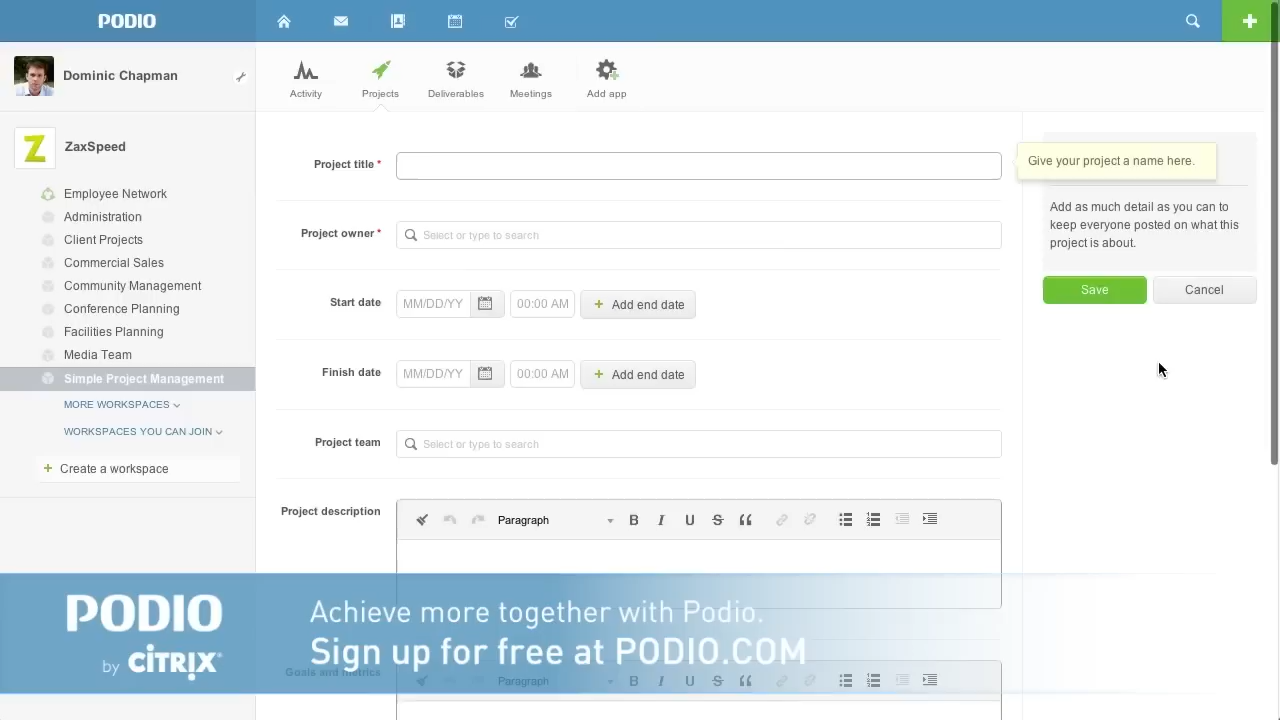 PODIO
Dominic Chapman
ZaxSpeed
Employee Network
Administration
Client Projects
Commercial Sales
Community Management
Conference Planning
Facilities Planning
Media Team
Simple Project Management
MORE WORKSPACES
WORKSPACES YOU CAN JOIN
+ Create a workspace
Activity
Projects
Deliverables
Meetings
Add app
Project title *
Give your project a name here.
Add as much detail as you can to
keep everyone posted on what this
project is about.
Save
Cancel
Project owner *
Select or type to search
Start date
MM/DD/YY
00:00 AM
+ Add end date
Finish date
MM/DD/YY
00:00 AM
+ Add end date
Project team
Select or type to search
Project description
Paragraph
B I U S “
Goals and metrics
Paragraph
B I U S “
PODIO
by CİTRIX®
Achieve more together with Podio.
Sign up for free at PODIO.COM